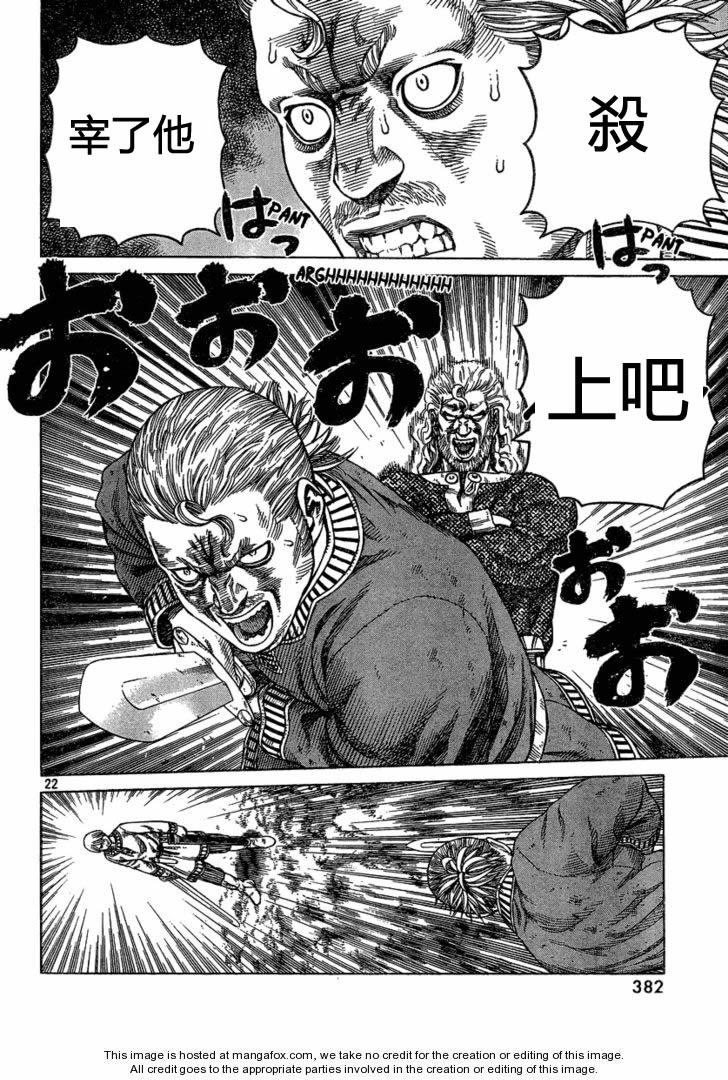 殺
宰了他
はっ
PANT
はっ
PANT
ARGHHHHHHHHHHHHH
おおお
上吧
おお
22
382
This image is hosted at mangafox.com, we take no credit for the creation or editing of this image.
All credit goes to the appropriate parties involved in the creation or editing of this image.